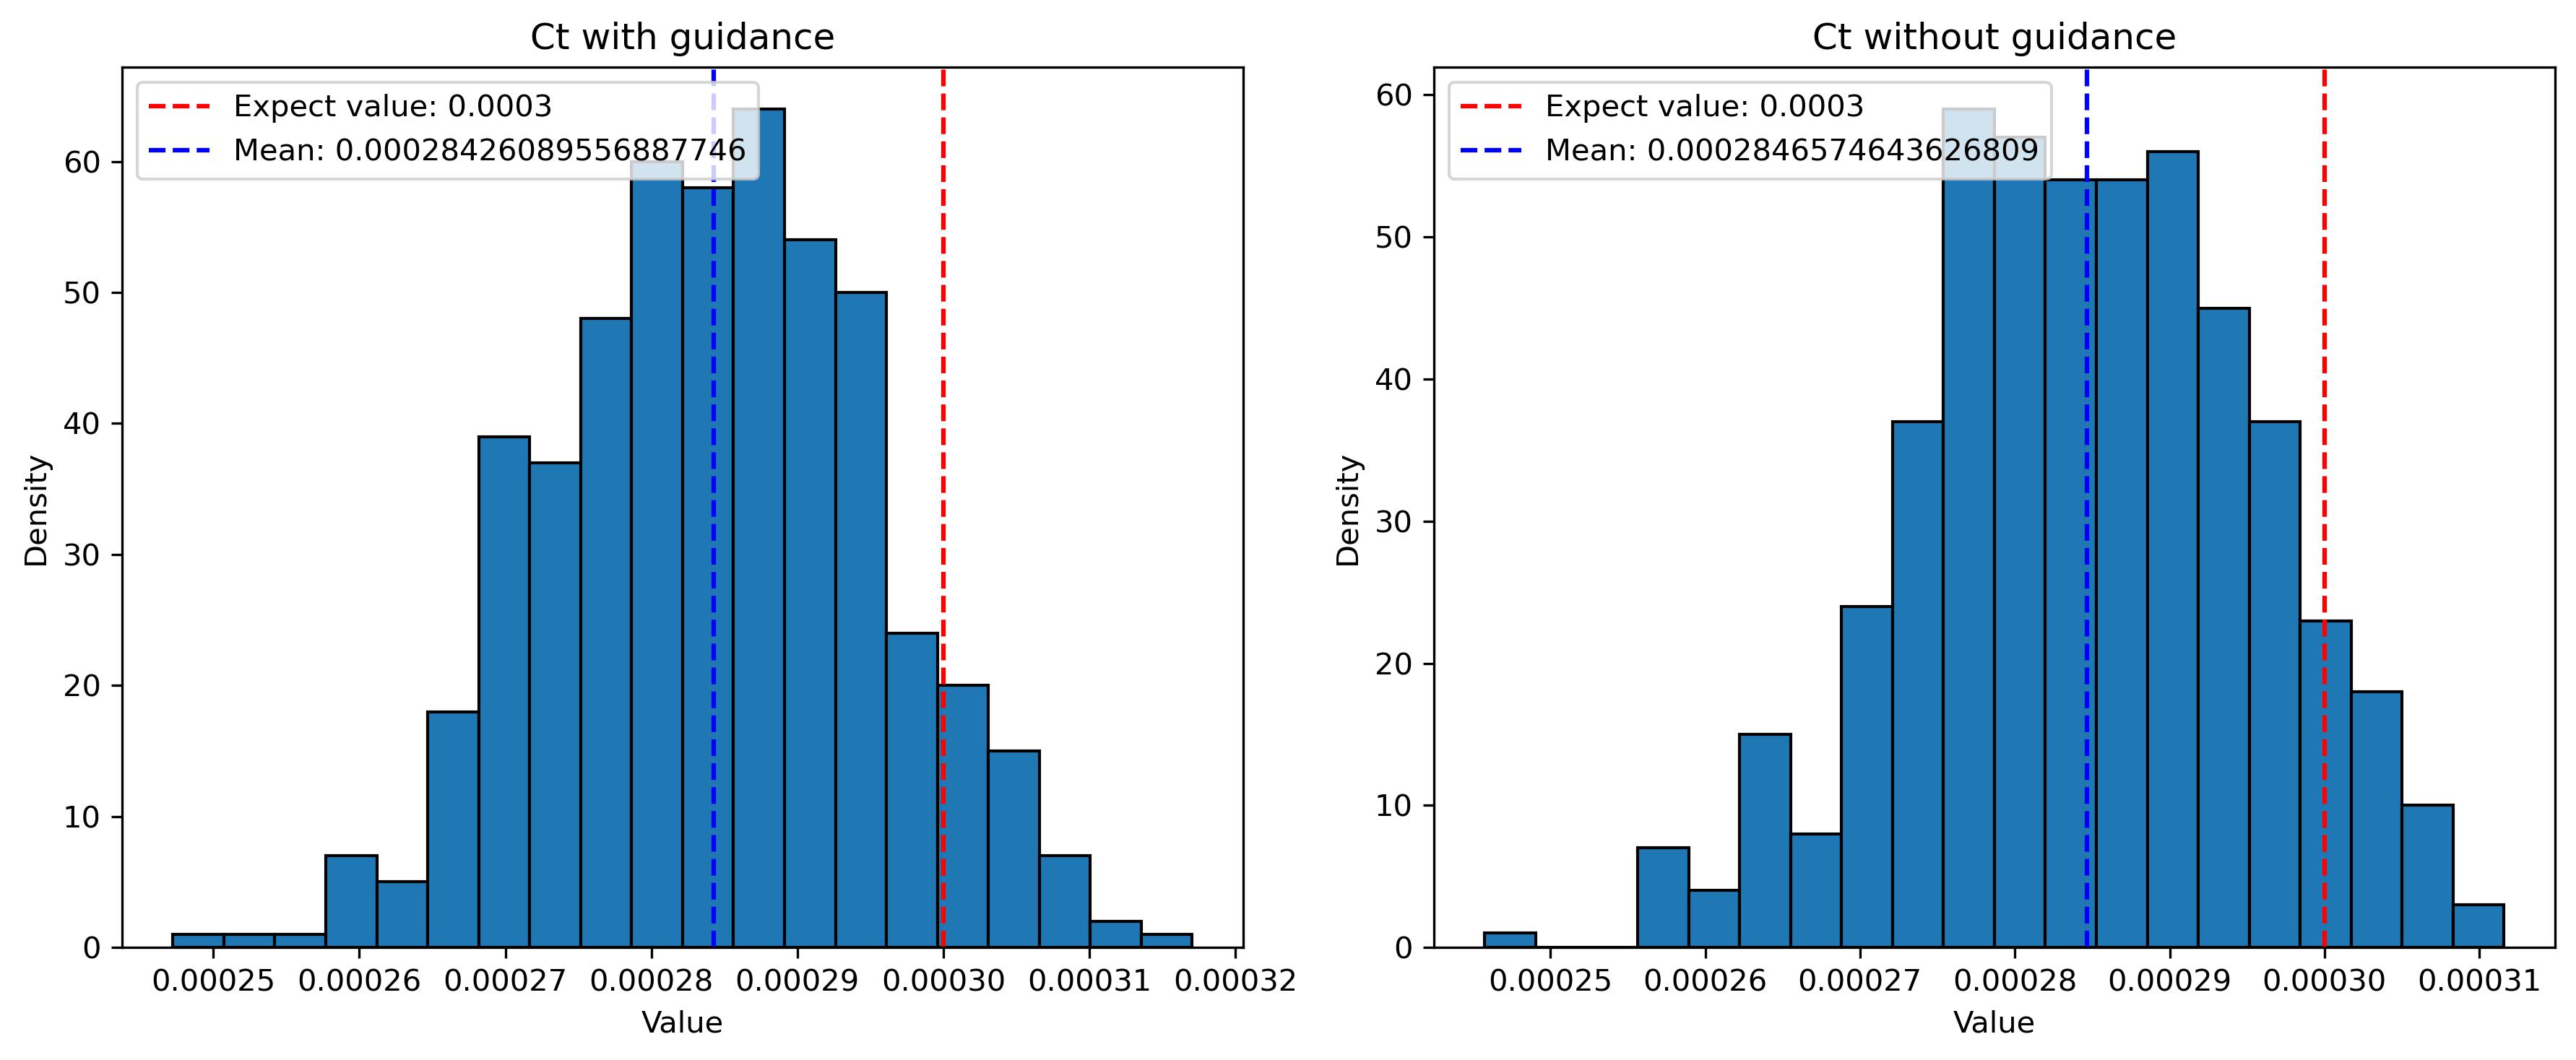 Ct with guidance
Expect value: 0.0003
Mean: 0.00028426089556887746
60
50
40
30
20
10
0
Density
0.00025 0.00026 0.00027 0.00028 0.00029 0.00030 0.00031 0.00032
Value
Ct without guidance
Expect value: 0.0003
Mean: 0.0002846574643626809
60
50
40
30
20
10
0
Density
0.00025 0.00026 0.00027 0.00028 0.00029 0.00030 0.00031
Value